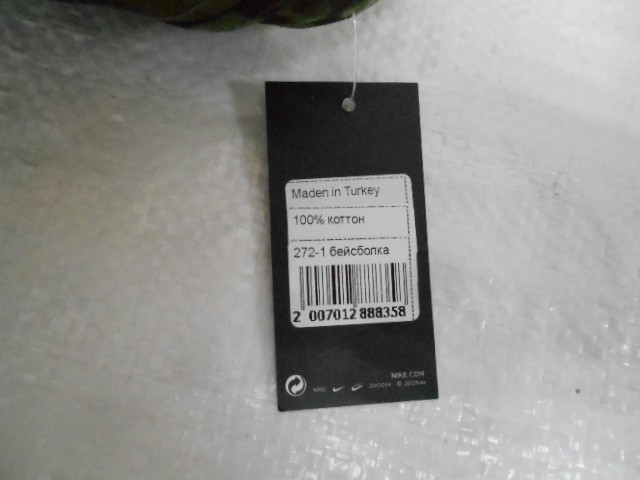 Maden in Turkey
100% коттон
272-1 бейсболка
2 007012 888358
NIKE.COM